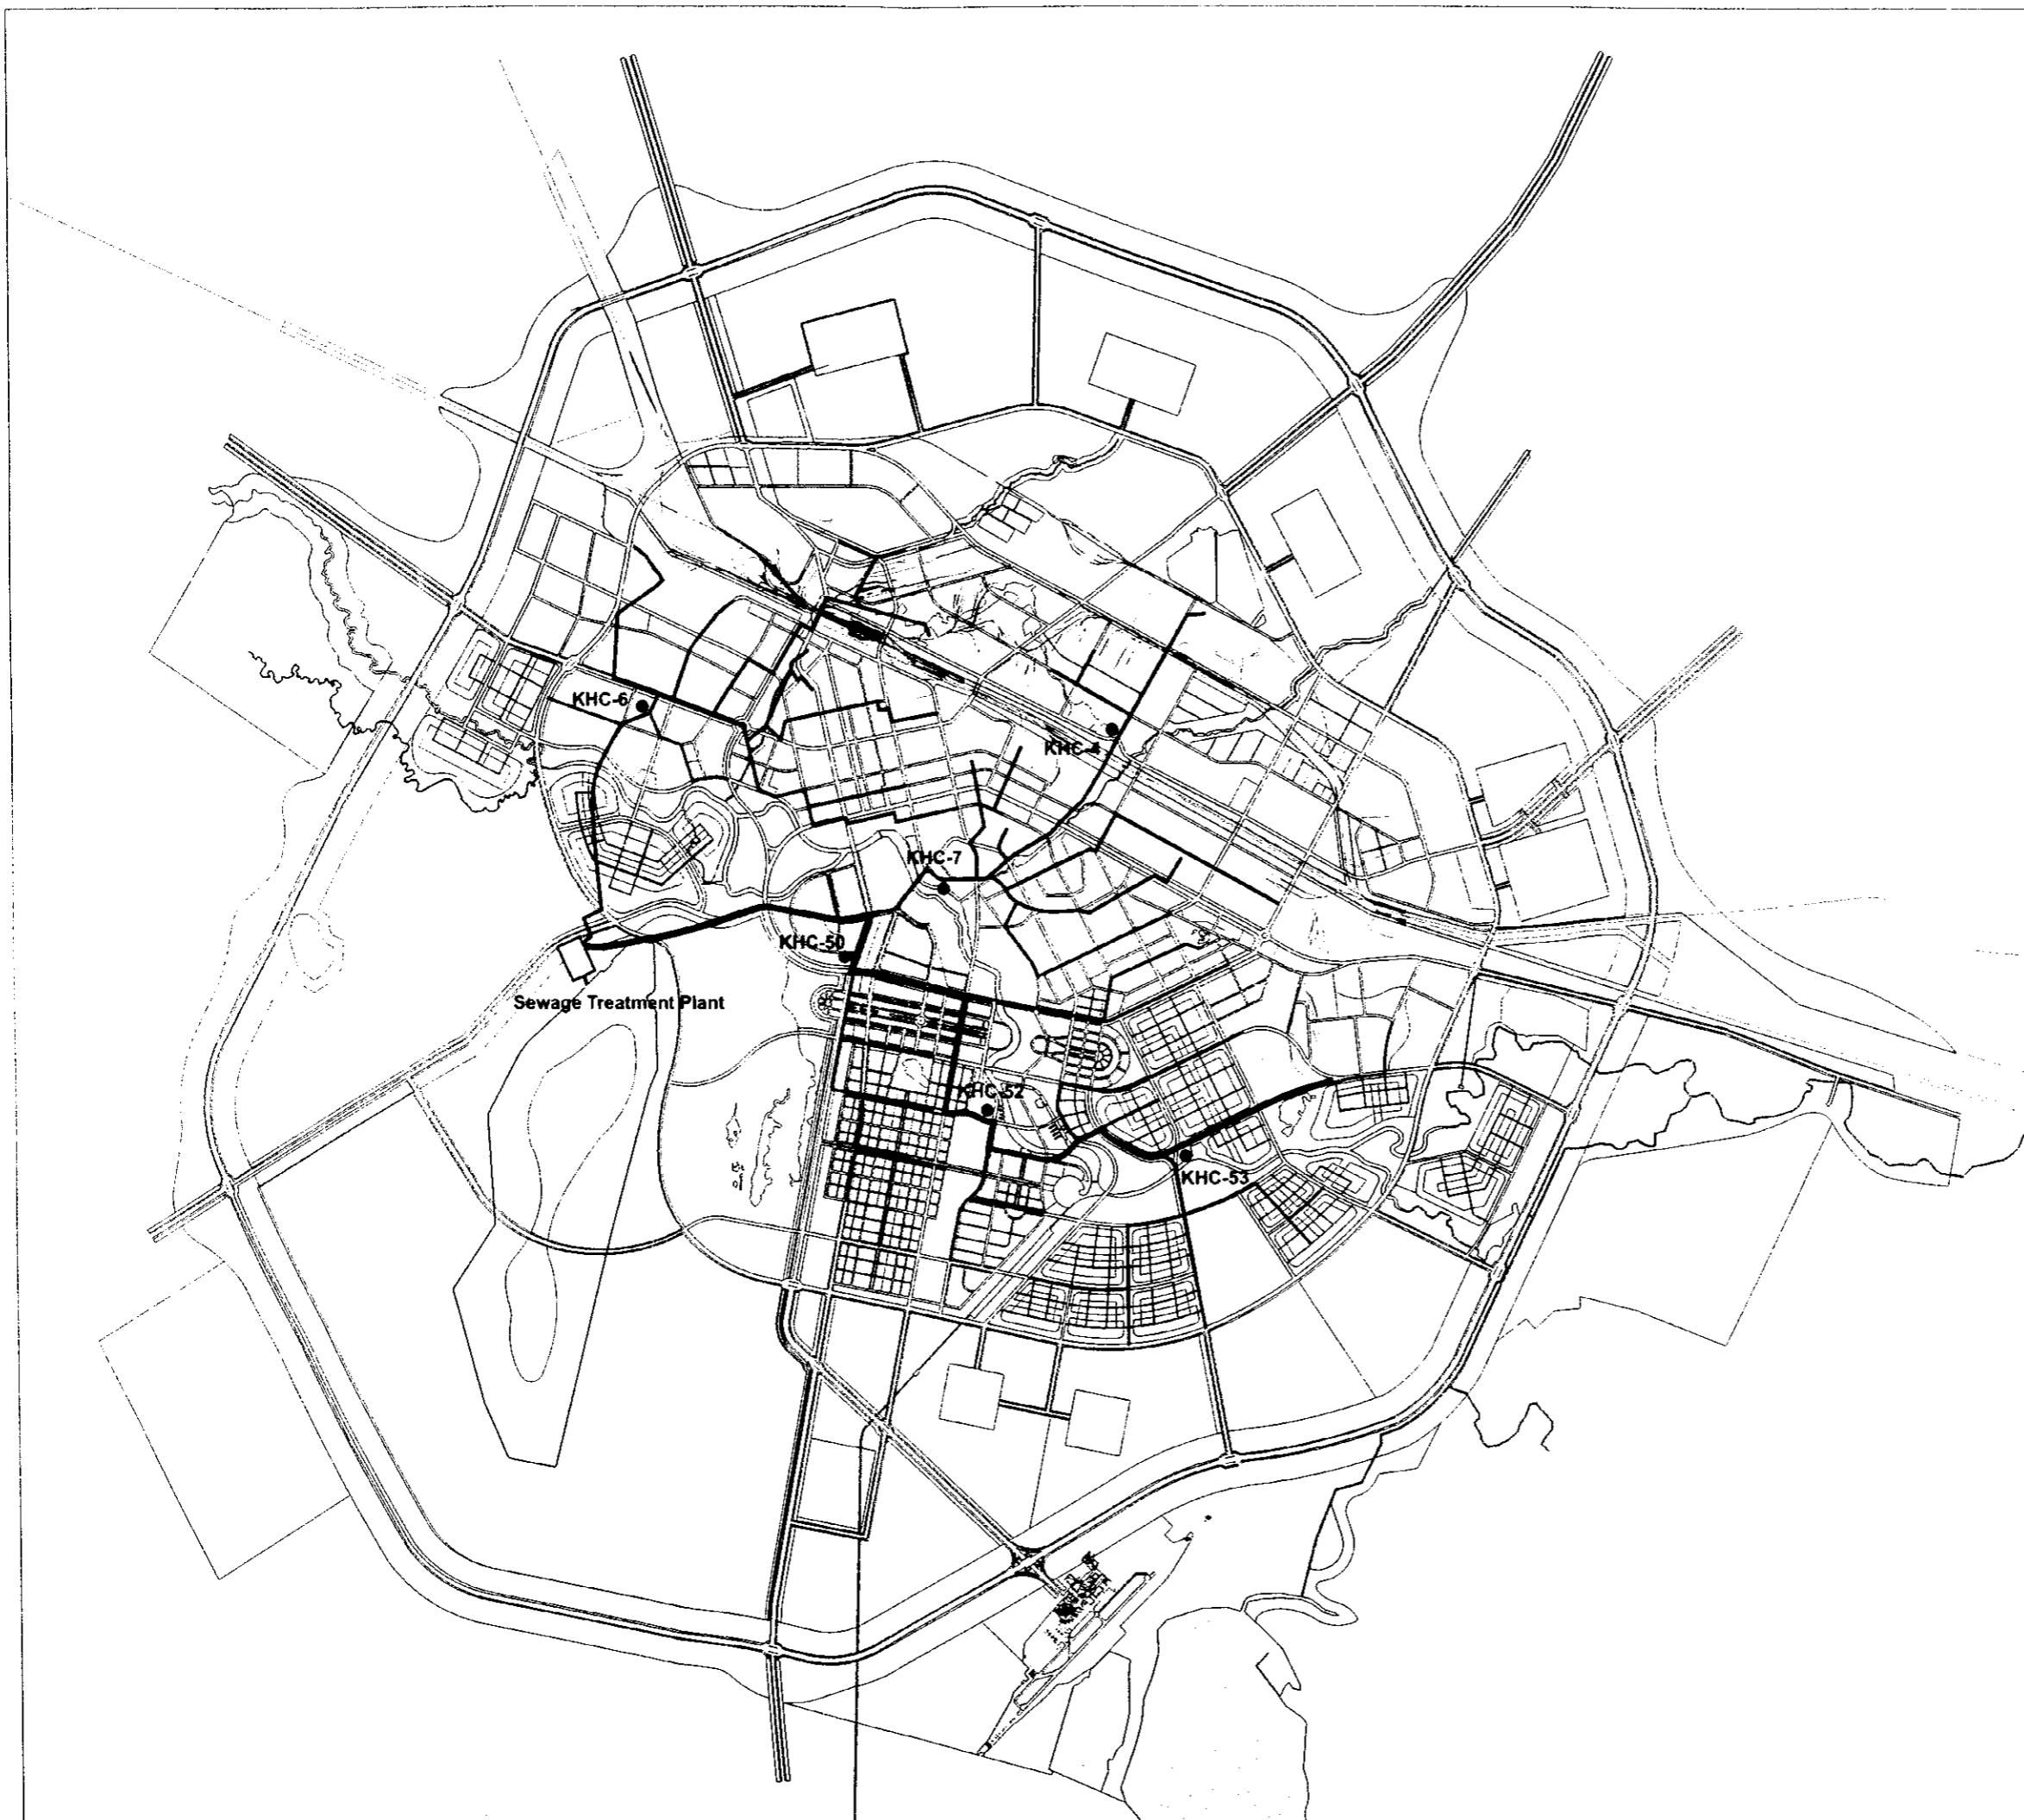 KHC-6
KHC-4
KHC-7
KHC-50
Sewage Treatment Plant
KHC-52
KHC-53